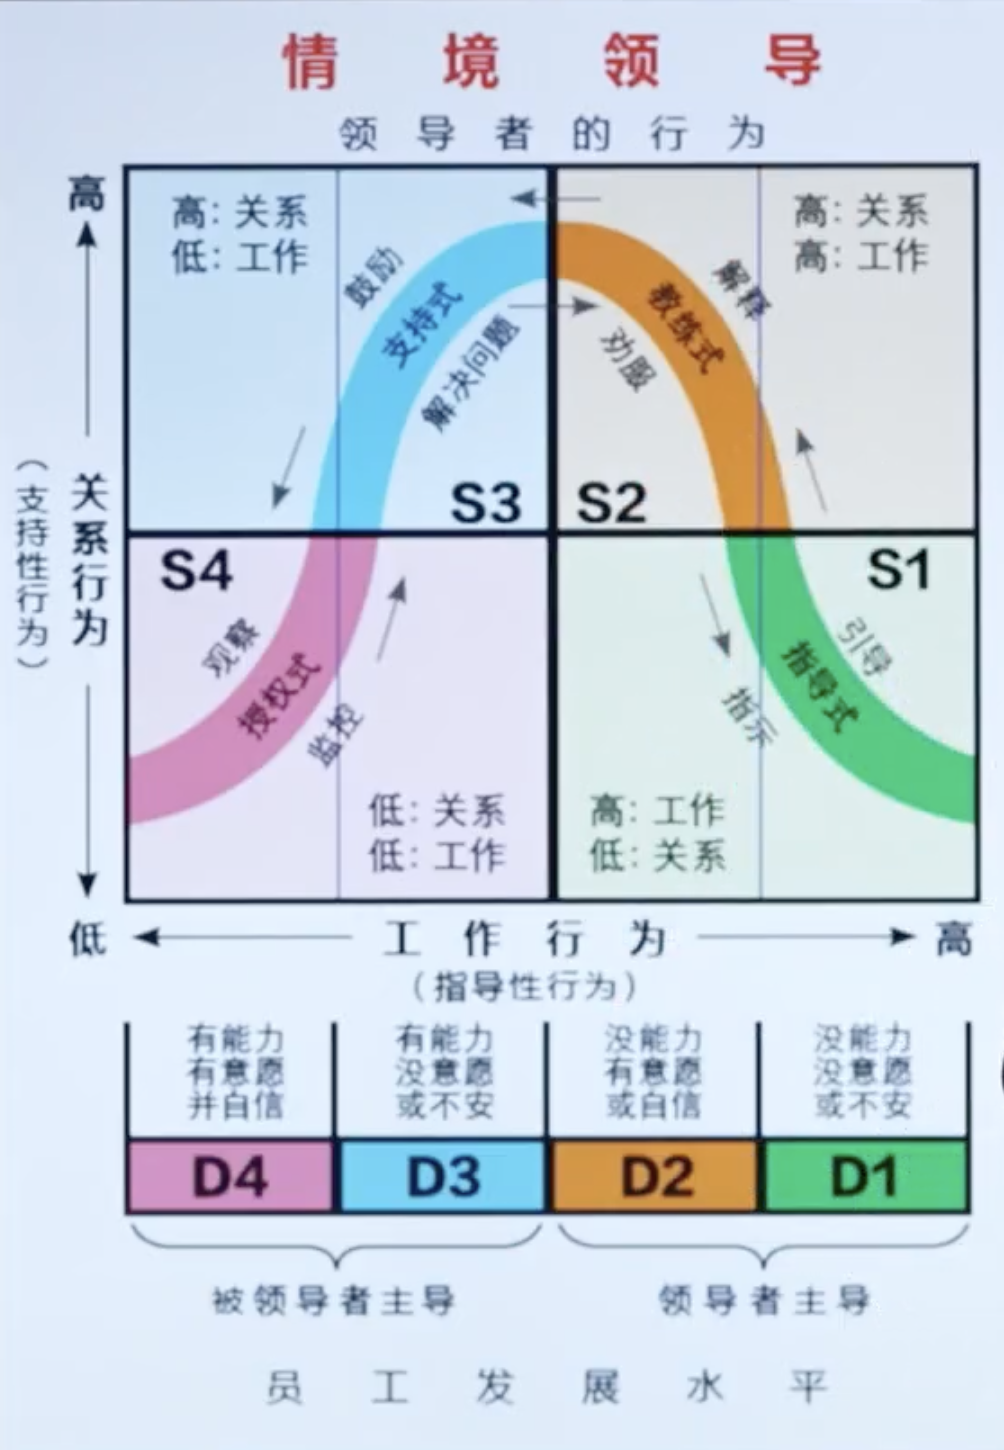 情境领导
领导者的行为
高
高：关系
低：工作
高：关系
高：工作
鼓励
支持式
解决问题
解释
教练式
劝服
S3
S2
（支持性行为）
关系行为
S4
S1
观察
授权式
监控
引导
指导式
指示
低：关系
低：工作
高：工作
低：关系
低
工作行为
高
（指导性行为）
有能力
有意愿
并自信
有能力
没意愿
或不安
没能力
有意愿
或自信
没能力
没意愿
或不安
D4
D3
D2
D1
被领导者主导
领导者主导
员工发展水平